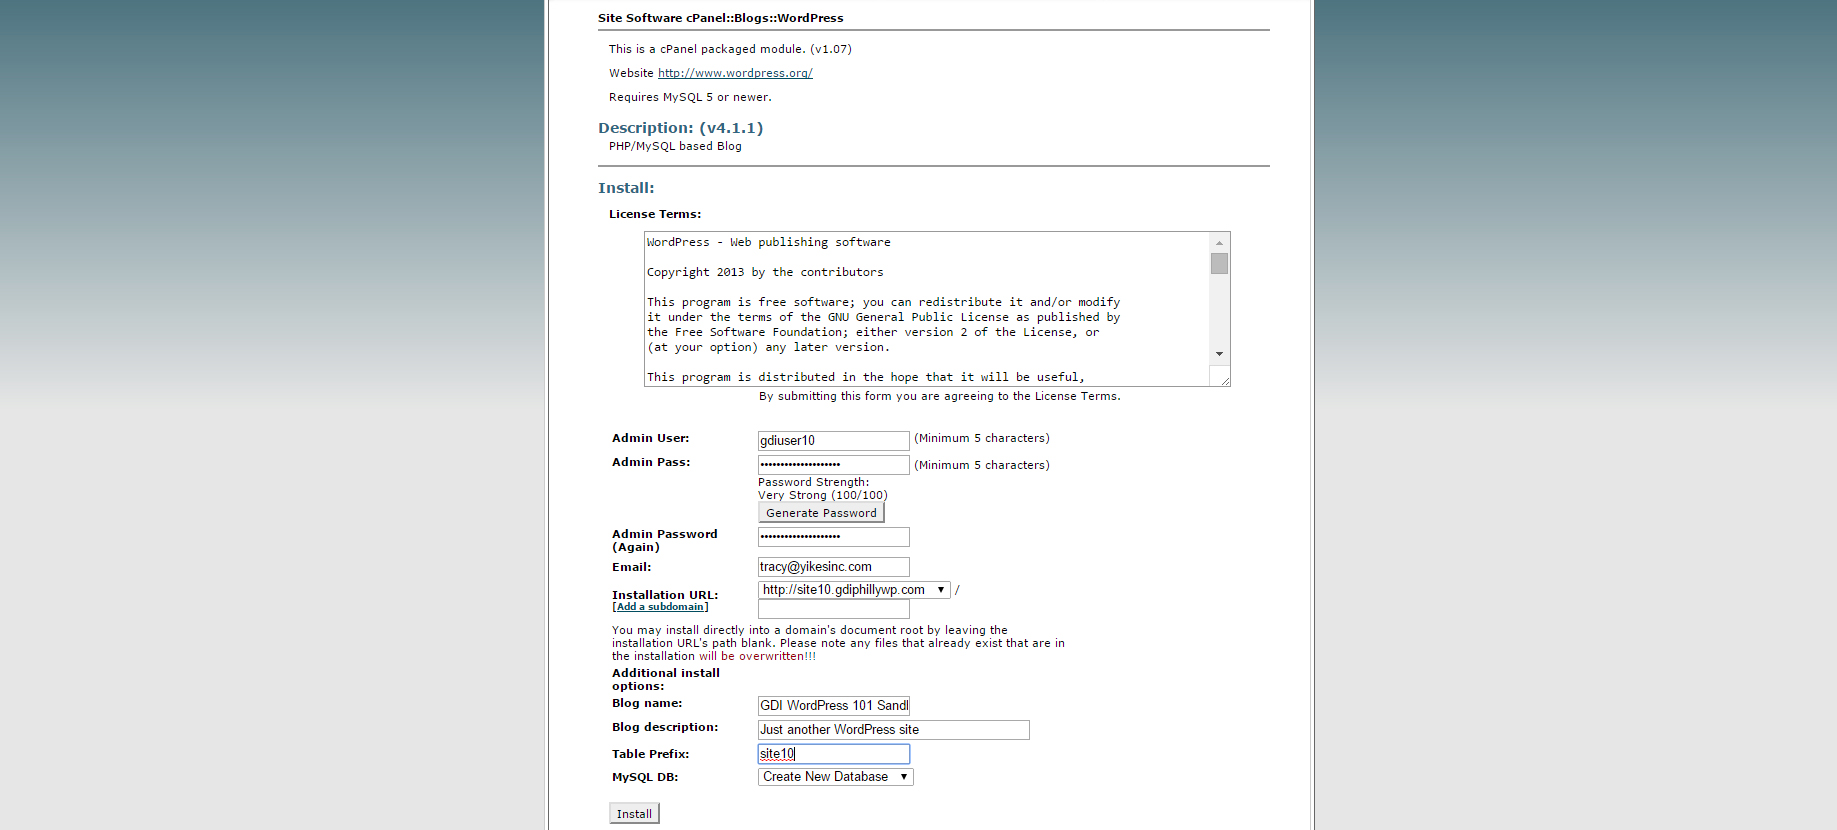 Site Software cPanel::Blogs::WordPress
This is a cPanel packaged module. (v1.07)
Website http://www.wordpress.org/
Requires MySQL 5 or newer.
Description: (v4.1.1)
PHP/MySQL based Blog
Install:
License Terms:
WordPress - Web publishing software
Copyright 2013 by the contributors
This program is free software; you can redistribute it and/or modify
it under the terms of the GNU General Public License as published by
the Free Software Foundation; either version 2 of the License, or
(at your option) any later version.
This program is distributed in the hope that it will be useful,
By submitting this form you are agreeing to the License Terms.
Admin User: gdiuser10 (Minimum 5 characters)
Admin Pass: •••••••••••••••••••• (Minimum 5 characters)
Password Strength:
Very Strong (100/100)
Generate Password
Admin Password
(Again) ••••••••••••••••••••
Email: tracy@yikesinc.com
Installation URL: http://site10.gdiphillywp.com /
[Add a subdomain]
You may install directly into a domain's document root by leaving the
installation URL's path blank. Please note any files that already exist that are in
the installation will be overwritten!!!
Additional install
options:
Blog name: GDI WordPress 101 Sand
Blog description: Just another WordPress site
Table Prefix: site10
MySQL DB: Create New Database
Install